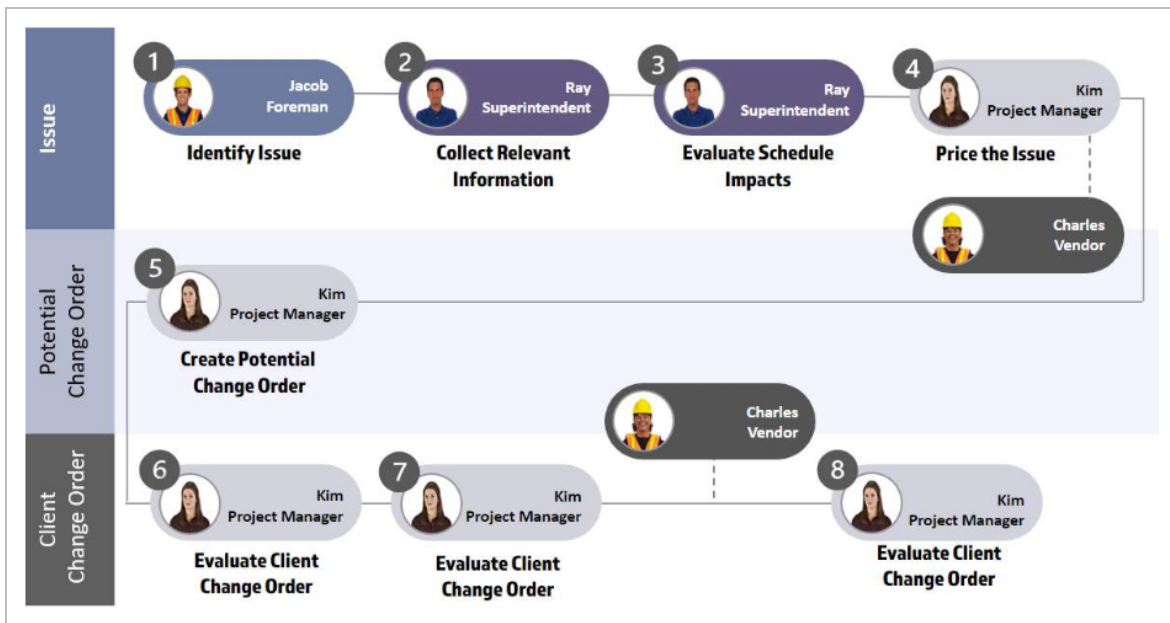 Issue
1
Jacob
Foreman
Identify Issue
2
Ray
Superintendent
Collect Relevant
Information
3
Ray
Superintendent
Evaluate Schedule
Impacts
4
Kim
Project Manager
Price the Issue
Charles
Vendor
Potential
Change Order
5
Kim
Project Manager
Create Potential
Change Order
Charles
Vendor
Client
Change Order
6
Kim
Project Manager
Evaluate Client
Change Order
7
Kim
Project Manager
Evaluate Client
Change Order
8
Kim
Project Manager
Evaluate Client
Change Order